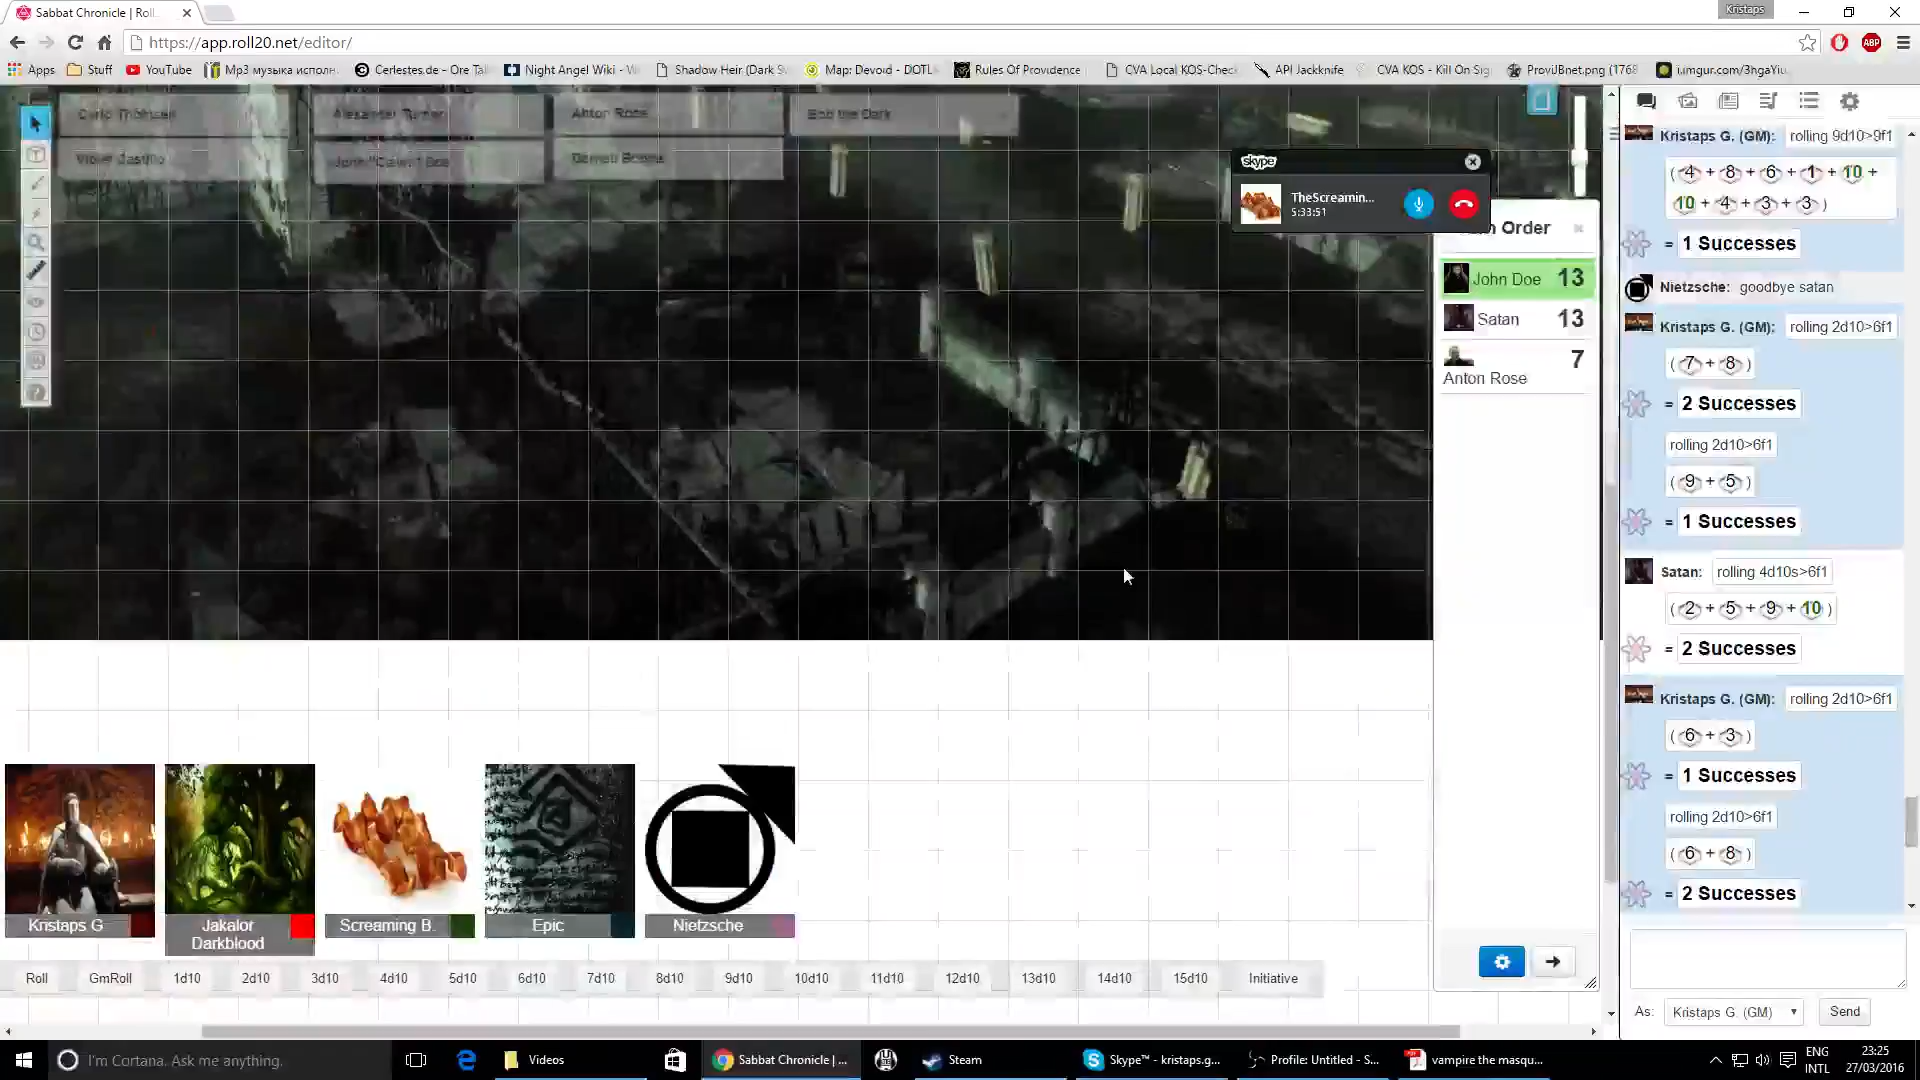 Sabbat Chronicle | Roll
Kristaps
https://app.roll20.net/editor/
Apps
Stuff
YouTube
Mp3 музыка исполн
Cerlestes.de - Ore Ta
Night Angel Wiki - W
Shadow Heir (Dark S
Map: Devoid - DOTL
Rules Of Providence
CVA Local KOS-Check
API Jackknife
CVA KOS - Kill On Sig
ProviJBnet.png (1768
i.imgur.com/3hgaYiu
Alexander Turner
Anton Rose
Bob the Dark
Violet Castillo
skype
TheScreamin...
5:33:51
Order
John Doe 13
Satan 13
Anton Rose 7
Kristaps G. (GM): rolling 9d10>9f1
(4 + 8 + 6 + 1 + 10 +
10 + 4 + 3 + 3)
= 1 Successes
Nietzsche: goodbye satan
Kristaps G. (GM): rolling 2d10>6f1
(7 + 8)
= 2 Successes
rolling 2d10>6f1
(9 + 5)
= 1 Successes
Satan: rolling 4d10s>6f1
(2 + 5 + 9 + 10)
= 2 Successes
Kristaps G. (GM): rolling 2d10>6f1
(6 + 3)
= 1 Successes
rolling 2d10>6f1
(6 + 8)
= 2 Successes
As: Kristaps G. (GM) Send
Kristaps G
Jakalor
Darkblood
Screaming B.
Epic
Nietzsche
Roll GmRoll 1d10 2d10 3d10 4d10 5d10 6d10 7d10 8d10 9d10 10d10 11d10 12d10 13d10 14d10 15d10 Initiative
I'm Cortana. Ask me anything.
Videos
Sabbat Chronicle | ...
Steam
Skype™ - kristaps.g...
Profile: Untitled - S...
vampire the masqu...
ENG
INTL
23:25
27/03/2016